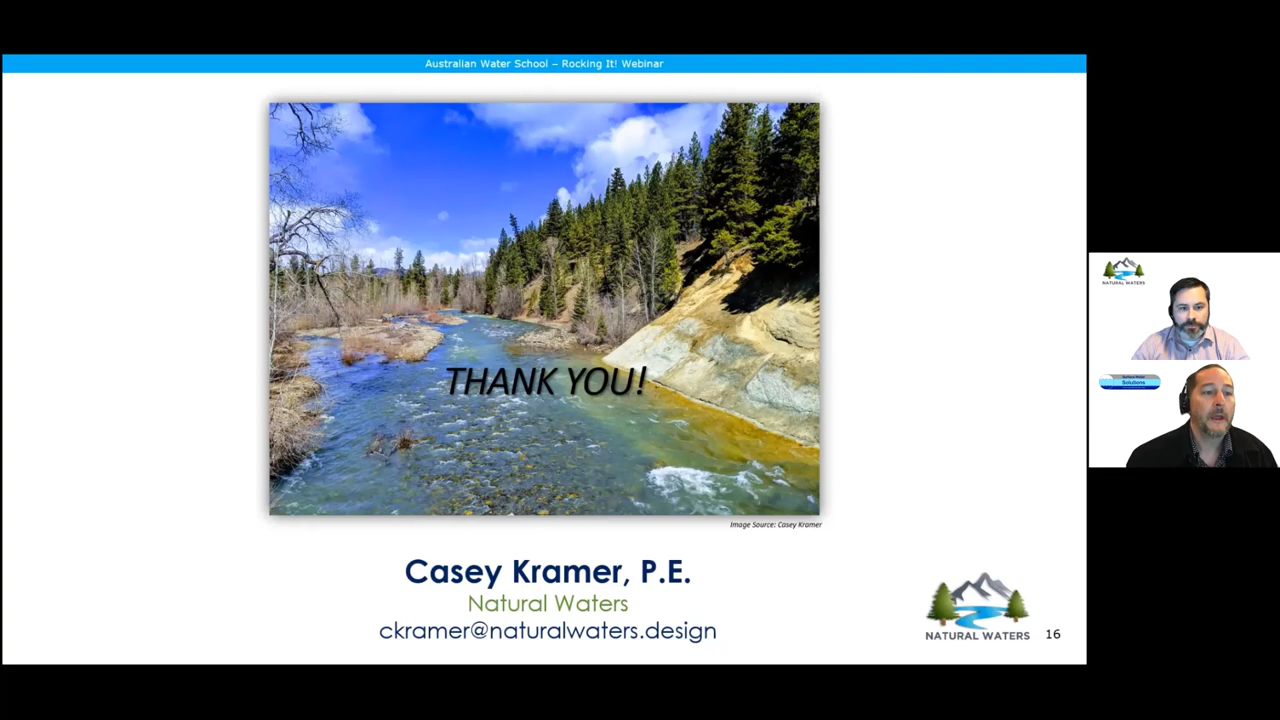 Australian Water School – Rocking It! Webinar
THANK YOU!
Image Source: Casey Kramer
Casey Kramer, P.E.
Natural Waters
ckramer@naturalwaters.design
NATURAL WATERS
16
NATURAL WATERS
Solutions